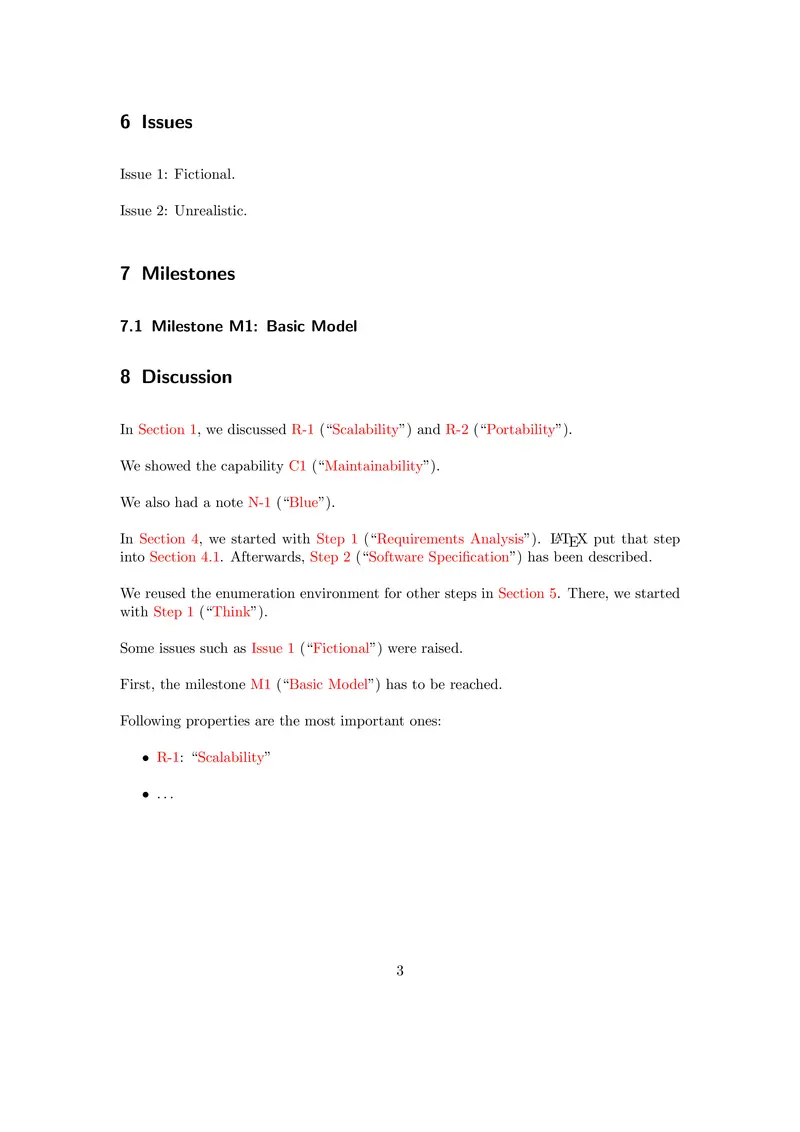 6 Issues
Issue 1: Fictional.
Issue 2: Unrealistic.
7 Milestones
7.1 Milestone M1: Basic Model
8 Discussion
In Section 1, we discussed R-1 (“Scalability”) and R-2 (“Portability”).
We showed the capability C1 (“Maintainability”).
We also had a note N-1 (“Blue”).
In Section 4, we started with Step 1 (“Requirements Analysis”). LATEX put that step
into Section 4.1. Afterwards, Step 2 (“Software Specification”) has been described.
We reused the enumeration environment for other steps in Section 5. There, we started
with Step 1 (“Think”).
Some issues such as Issue 1 (“Fictional”) were raised.
First, the milestone M1 (“Basic Model”) has to be reached.
Following properties are the most important ones:
• R-1: “Scalability”
• . . .
3